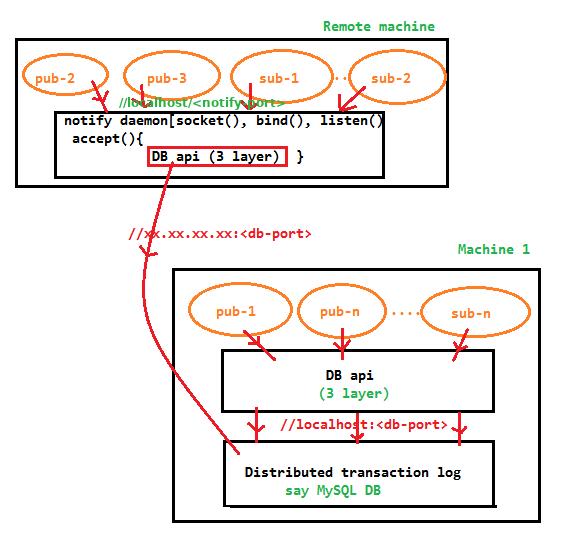 Remote machine
pub-2 pub-3 sub-1 ·· sub-2
//localhost/<notify-port>
notify daemon[socket(), bind(), listen()
accept(){
DB api (3 layer) }
//xx.xx.xx.xx:<db-port>
Machine 1
pub-1 pub-n ···· sub-n
DB api
(3 layer)
//localhost:<db-port>
Distributed transaction log
say MySQL DB